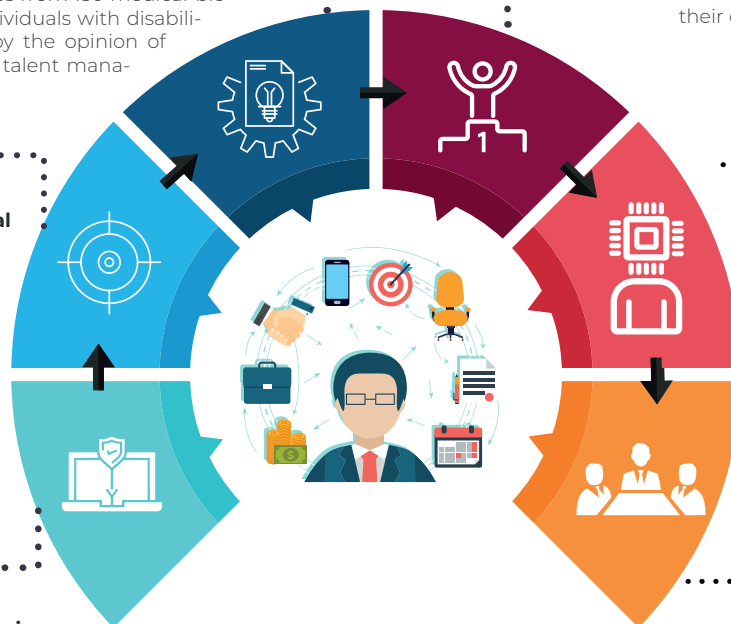 ividuals with disabili-
by the opinion of
talent mana-
their
al
1
$